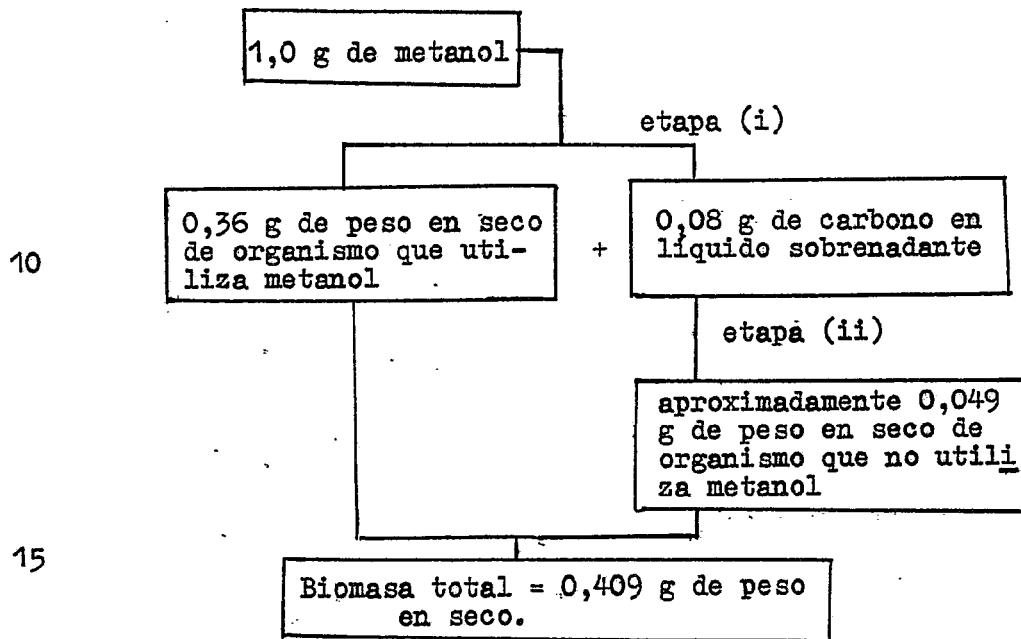 1,0 g de metanol
etapa (i)
0,36 g de peso en seco
de organismo que uti-
liza metanol
10
+
0,08 g de carbono en
líquido sobrenadante
etapa (ii)
aproximadamente 0,049
g de peso en seco de
organismo que no utili
za metanol
15
Biomasa total = 0,409 g de peso
en seco.